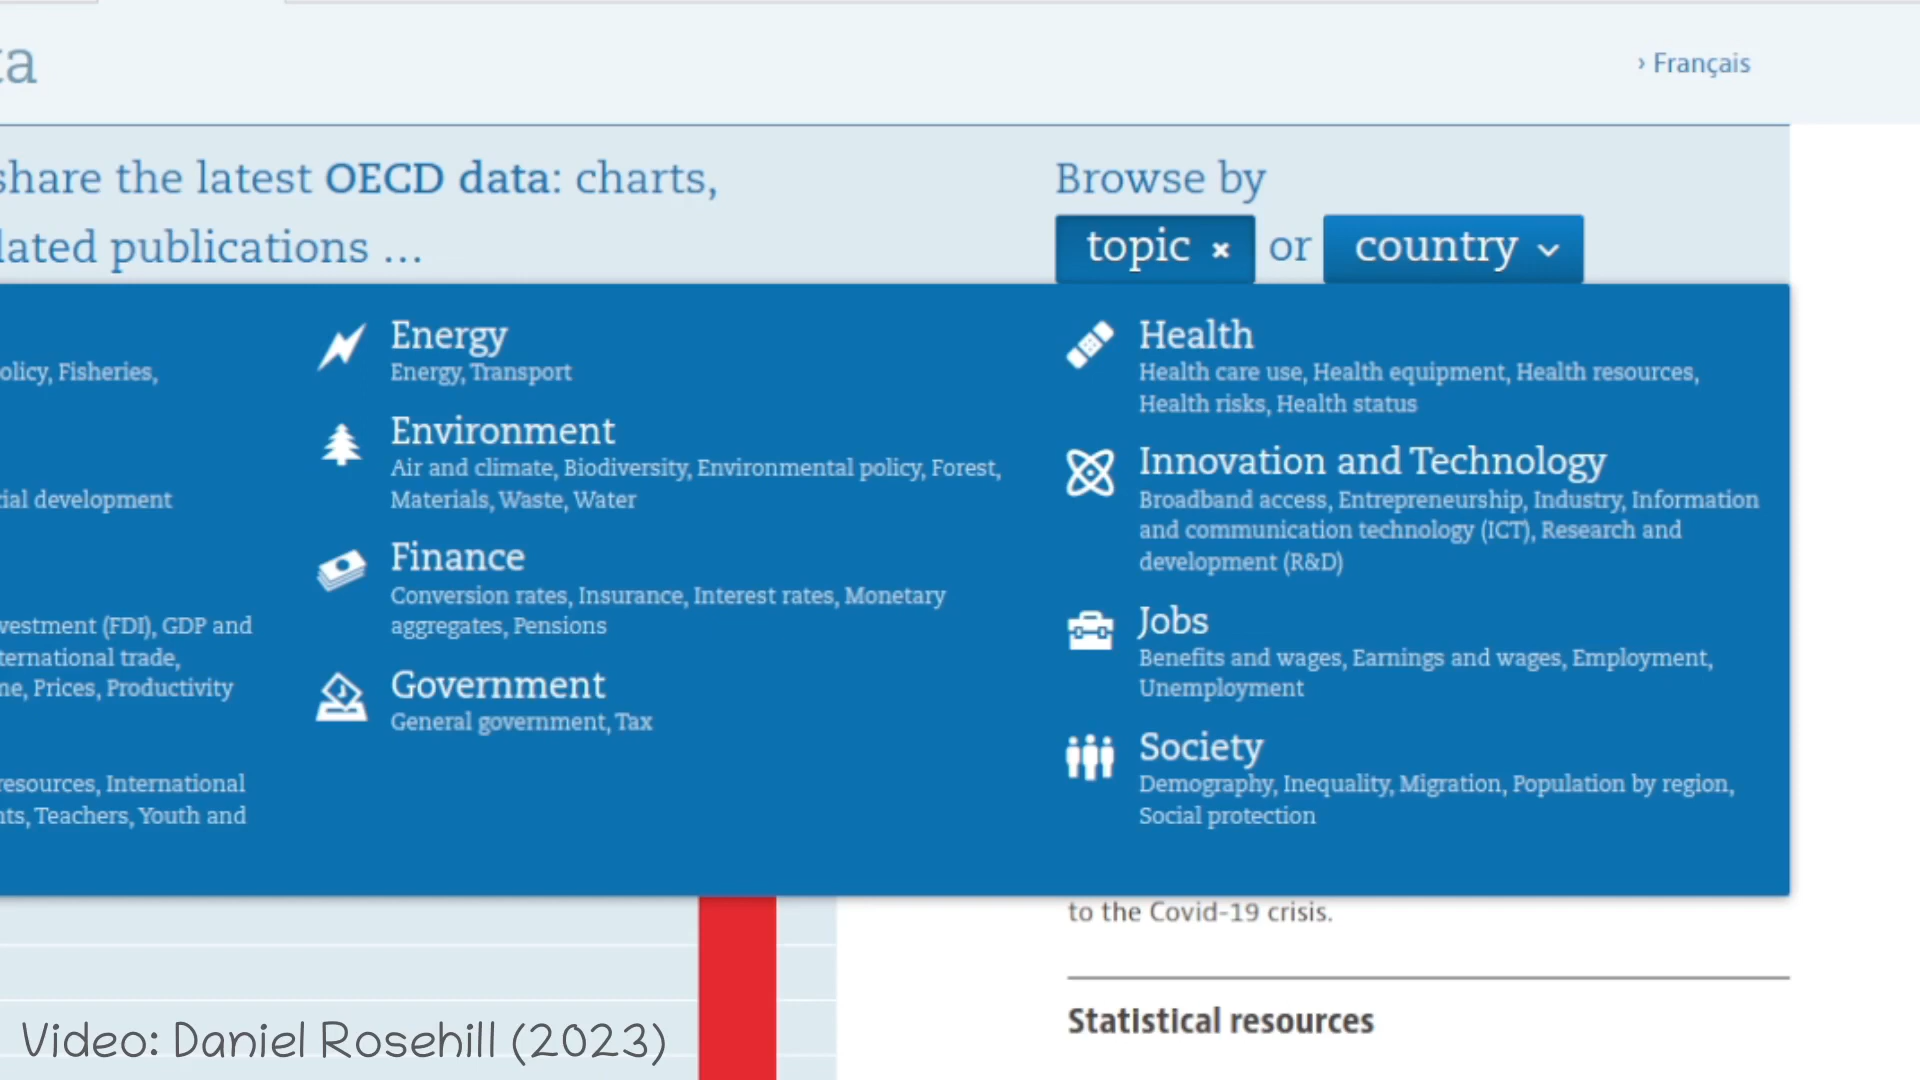 ta
› Français
share the latest OECD data: charts,
lated publications ...
Browse by
topic × or country
olicy, Fisheries,
cial development
vestment (FDI), GDP and
ternational trade,
me, Prices, Productivity
resources, International
nts, Teachers, Youth and
Energy
Energy, Transport
Environment
Air and climate, Biodiversity, Environmental policy, Forest,
Materials, Waste, Water
Finance
Conversion rates, Insurance, Interest rates, Monetary
aggregates, Pensions
Government
General government, Tax
Health
Health care use, Health equipment, Health resources,
Health risks, Health status
Innovation and Technology
Broadband access, Entrepreneurship, Industry, Information
and communication technology (ICT), Research and
development (R&D)
Jobs
Benefits and wages, Earnings and wages, Employment,
Unemployment
Society
Demography, Inequality, Migration, Population by region,
Social protection
to the Covid-19 crisis.
Statistical resources
Video: Daniel Rosehill (2023)